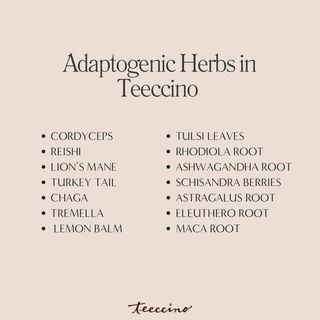 Adaptogenic Herbs in
Teeccino
• CORDYCEPS
• REISHI
• LION'S MANE
• TURKEY TAIL
• CHAGA
• TREMELLA
• LEMON BALM
• TULSI LEAVES
• RHODIOLA ROOT
• ASHWAGANDHA ROOT
• SCHISANDRA BERRIES
• ASTRAGALUS ROOT
• ELEUTHERO ROOT
• MACA ROOT
teeccino